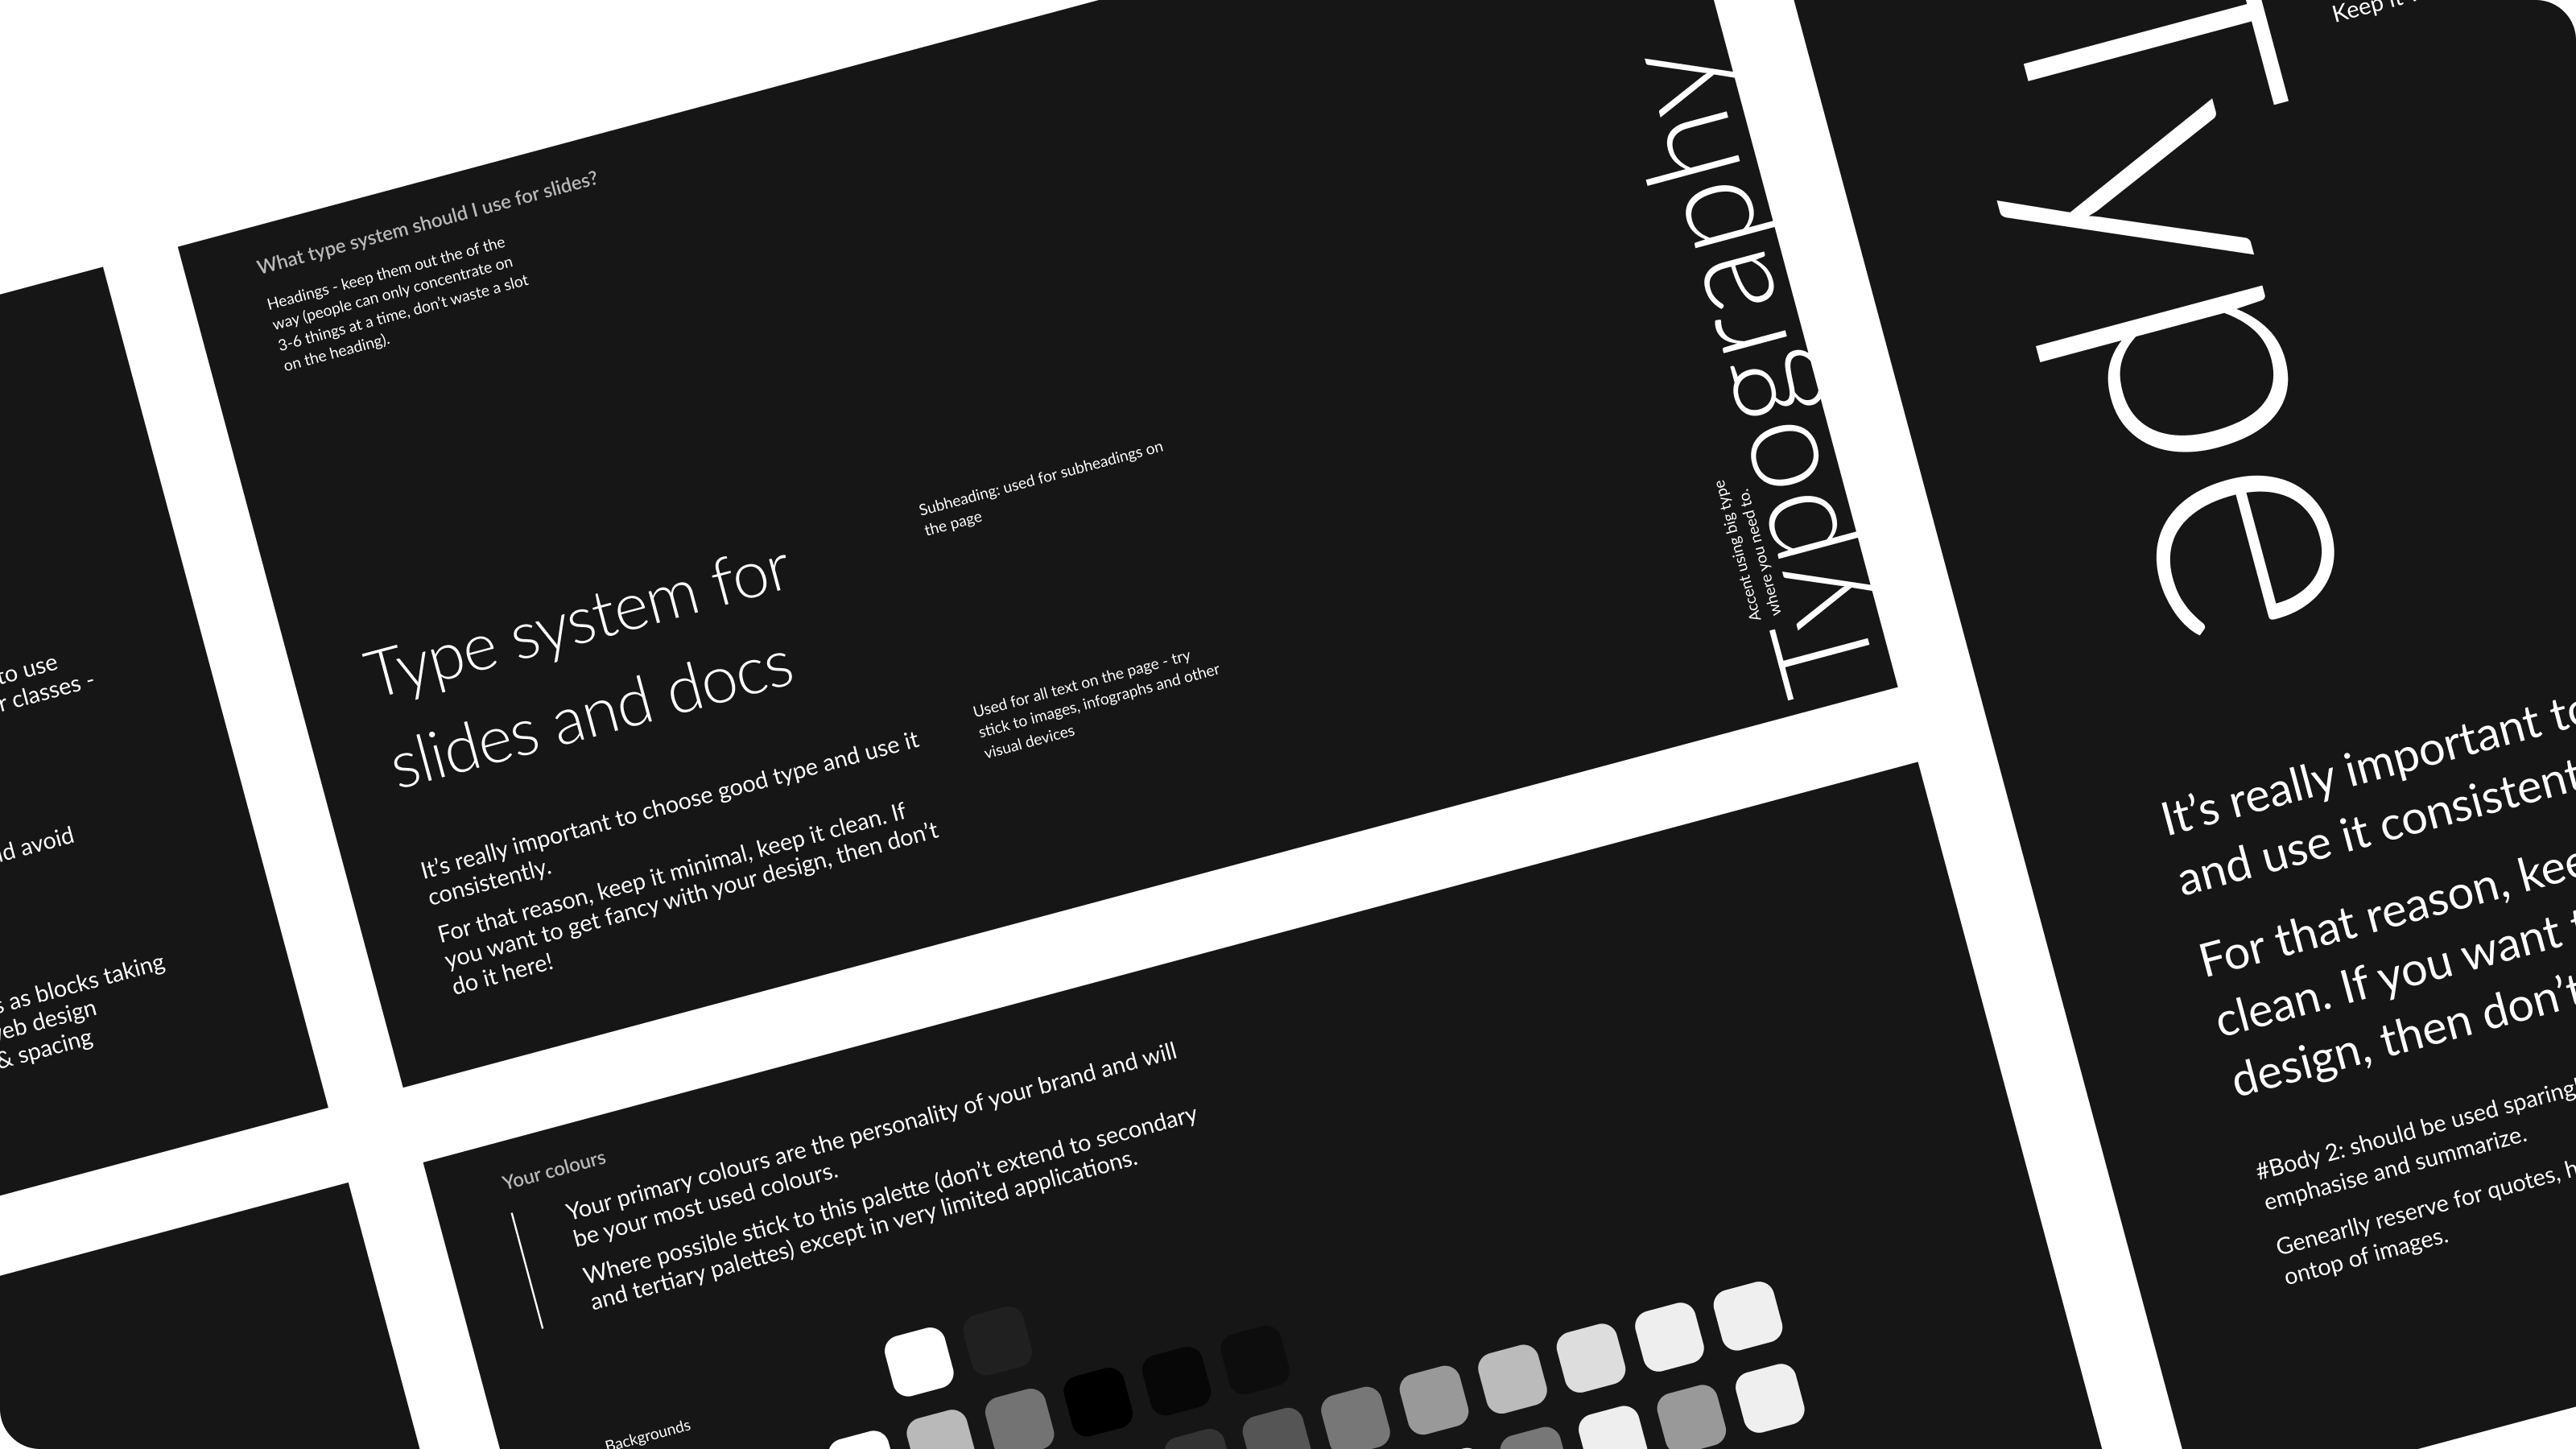 to use
r classes -
d avoid
s as blocks taking
eb design
& spacing
What type system should I use for slides?
Headings - keep them out the of the
way (people can only concentrate on
3-6 things at a time, don't waste a slot
on the heading).
Subheading: used for subheadings on
the page
Type system for
slides and docs
Used for all text on the page - try
stick to images, infographs and other
visual devices
It's really important to choose good type and use it
consistently.
For that reason, keep it minimal, keep it clean. If
you want to get fancy with your design, then don't
do it here!
Accent using big type
where you need to.
Typography
Your colours
Your primary colours are the personality of your brand and will
be your most used colours.
Where possible stick to this palette (don't extend to secondary
and tertiary palettes) except in very limited applications.
Backgrounds
Keep it
Type
It's really important to
and use it consistent
For that reason, kee
clean. If you want
design, then don't
#Body 2: should be used sparing
emphasise and summarize.
Genearlly reserve for quotes, h
ontop of images.